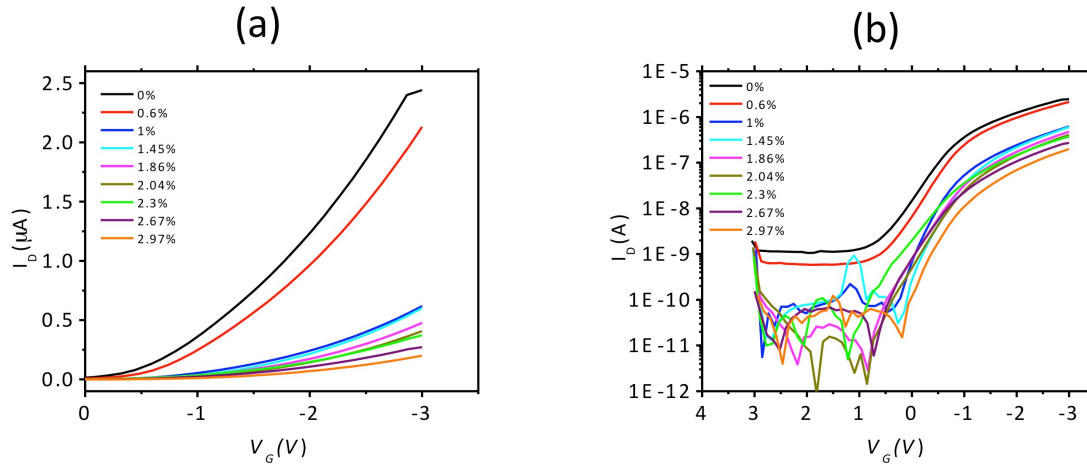 (a)
2.5
2.0
1.5
1.0
0.5
0.0
I_D (μA)
0%
0.6%
1%
1.45%
1.86%
2.04%
2.3%
2.67%
2.97%
0 -1 -2 -3
V_G (V)
(b)
1E-5
1E-6
1E-7
1E-8
1E-9
1E-10
1E-11
1E-12
I_D (A)
0%
0.6%
1%
1.45%
1.86%
2.04%
2.3%
2.67%
2.97%
4 3 2 1 0 -1 -2 -3
V_G (V)